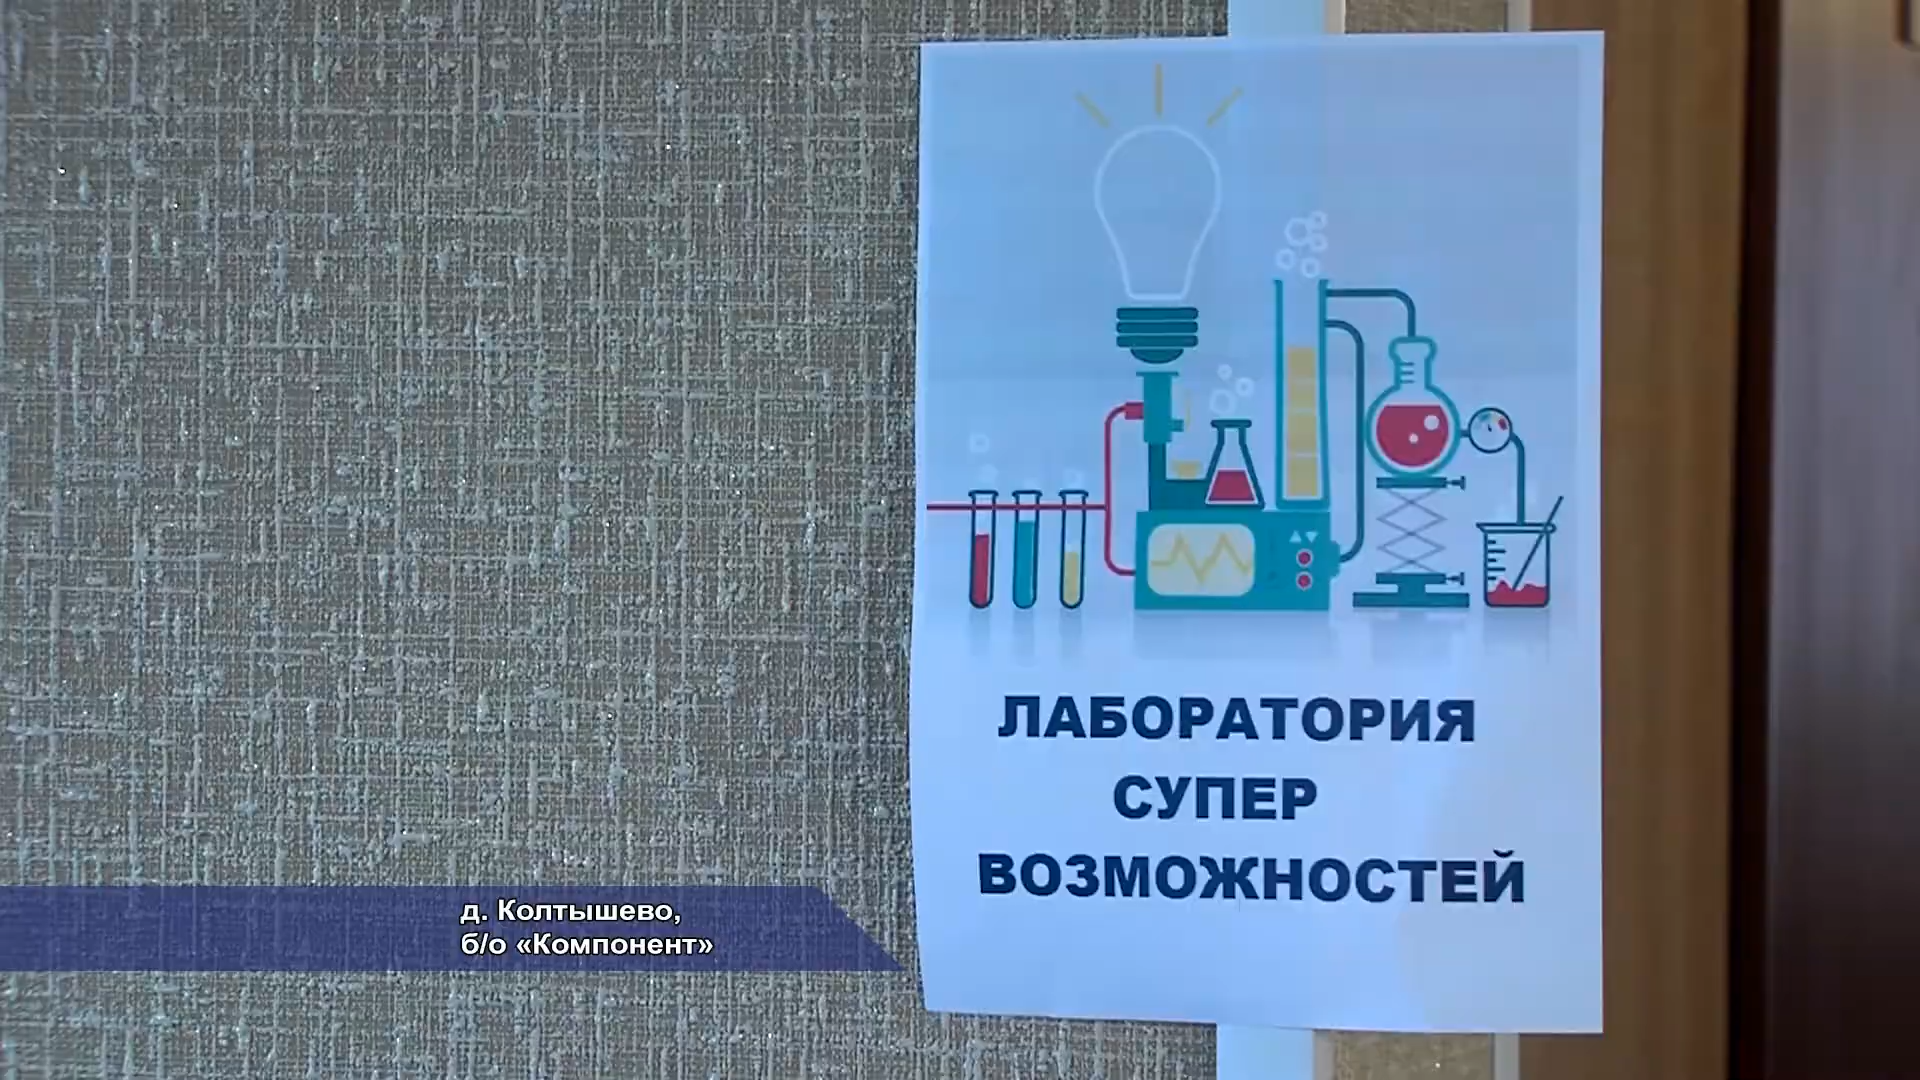 ЛАБОРАТОРИЯ
СУПЕР
ВОЗМОЖНОСТЕЙ
д. Колтышево,
б/о «Компонент»